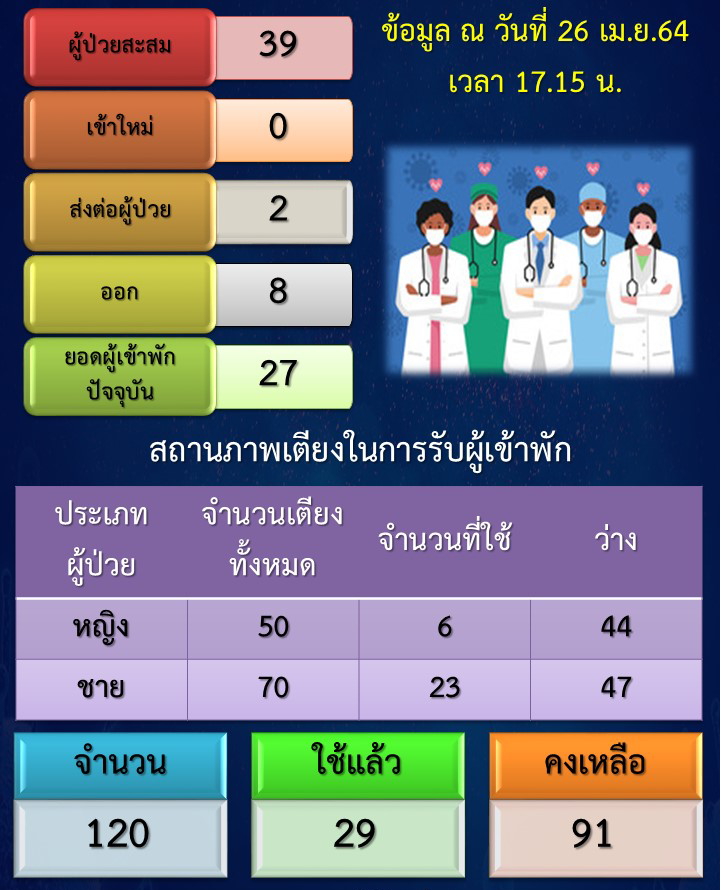 ข้อมูล ณ วันที่ 26 เม.ย.64
เวลา 17.15 น.
ผู้ป่วยสะสม 39
เข้าใหม่ 0
ส่งต่อผู้ป่วย 2
ออก 8
ยอดผู้เข้าพัก
ปัจจุบัน 27
สถานภาพเตียงในการรับผู้เข้าพัก
ประเภท
ผู้ป่วย
จำนวนเตียง
ทั้งหมด
จำนวนที่ใช้
ว่าง
หญิง 50 6 44
ชาย 70 23 47
จำนวน ใช้แล้ว คงเหลือ
120 29 91